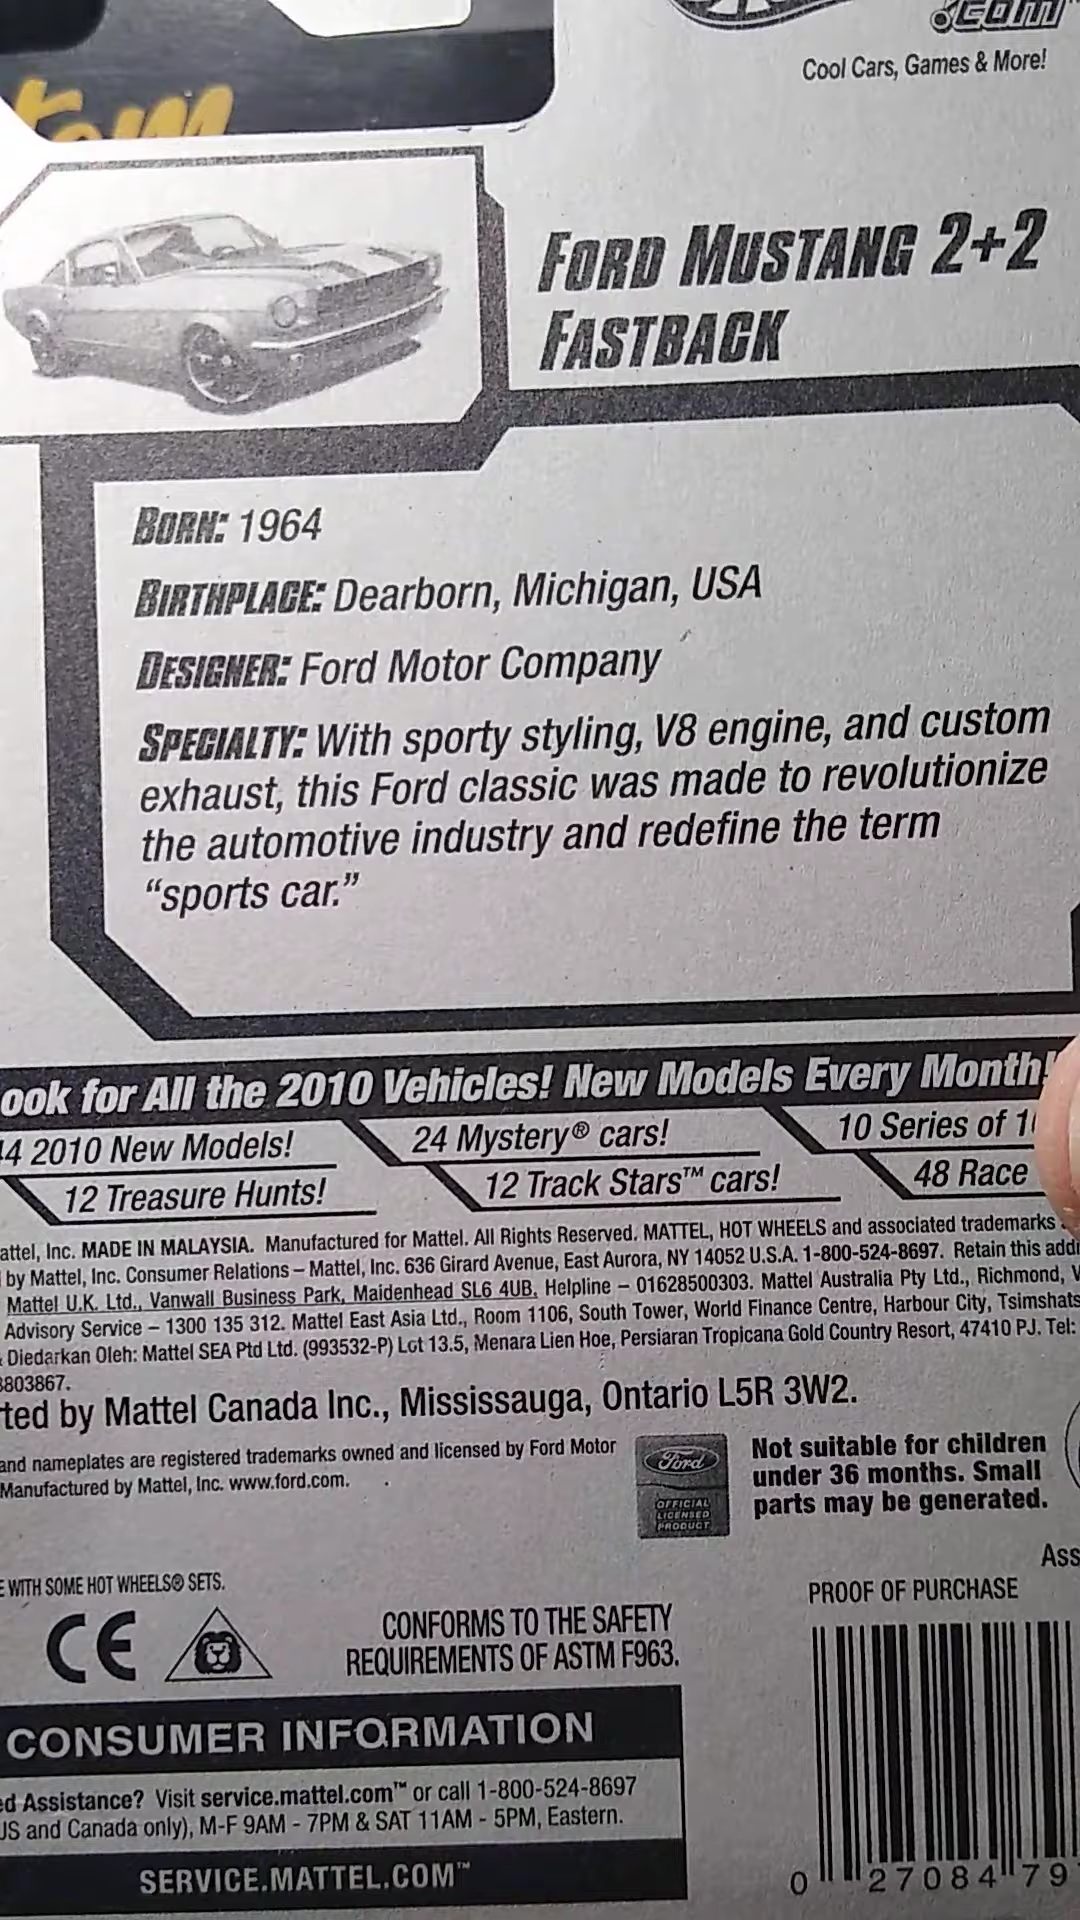 .COM
Cool Cars, Games & More!
FORD MUSTANG 2+2
FASTBACK
BORN: 1964
BIRTHPLACE: Dearborn, Michigan, USA
DESIGNER: Ford Motor Company
SPECIALTY: With sporty styling, V8 engine, and custom
exhaust, this Ford classic was made to revolutionize
the automotive industry and redefine the term
“sports car.”
ook for All the 2010 Vehicles! New Models Every Month!
44 2010 New Models!
24 Mystery® cars!
10 Series of
12 Treasure Hunts!
12 Track Stars™ cars!
48 Race
attel, Inc. MADE IN MALAYSIA. Manufactured for Mattel. All Rights Reserved. MATTEL, HOT WHEELS and associated trademarks
by Mattel, Inc. Consumer Relations – Mattel, Inc. 636 Girard Avenue, East Aurora, NY 14052 U.S.A. 1-800-524-8697. Retain this addr
Mattel U.K. Ltd., Vanwall Business Park, Maidenhead SL6 4UB. Helpline – 01628500303. Mattel Australia Pty Ltd., Richmond, V
Advisory Service – 1300 135 312. Mattel East Asia Ltd., Room 1106, South Tower, World Finance Centre, Harbour City, Tsimshats
Diedarkan Oleh: Mattel SEA Ptd Ltd. (993532-P) Lot 13.5, Menara Lien Hoe, Persiaran Tropicana Gold Country Resort, 47410 PJ. Tel:
3803867.
ted by Mattel Canada Inc., Mississauga, Ontario L5R 3W2.
and nameplates are registered trademarks owned and licensed by Ford Motor
Manufactured by Mattel, Inc. www.ford.com.
Ford
OFFICIAL
LICENSED
PRODUCT
Not suitable for children
under 36 months. Small
parts may be generated.
Ass
E WITH SOME HOT WHEELS® SETS.
PROOF OF PURCHASE
CE
CONFORMS TO THE SAFETY
REQUIREMENTS OF ASTM F963.
CONSUMER INFORMATION
ed Assistance? Visit service.mattel.com™ or call 1-800-524-8697
US and Canada only), M-F 9AM - 7PM & SAT 11AM - 5PM, Eastern.
SERVICE.MATTEL.COM™
0 27084 79